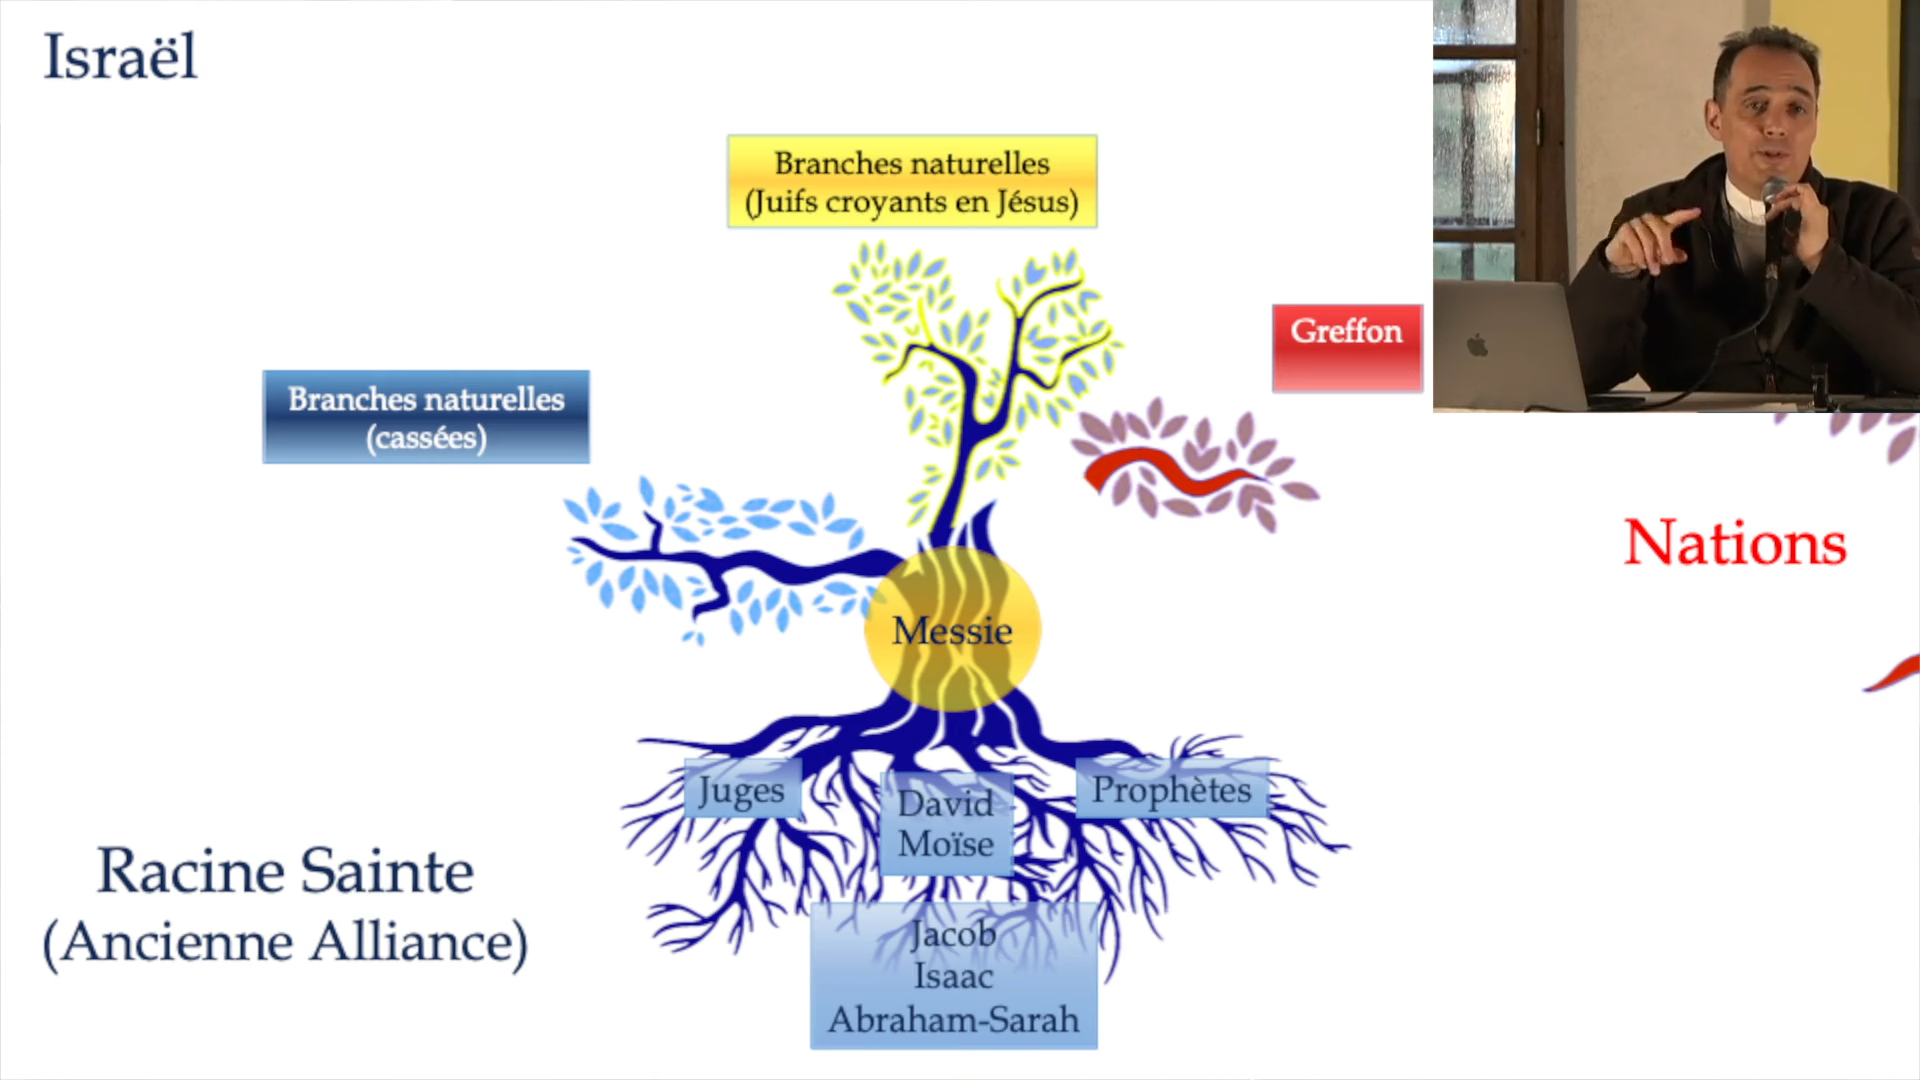 Israël
Branches naturelles
(Juifs croyants en Jésus)
Greffon
Branches naturelles
(cassées)
Nations
Messie
Juges
David
Moïse
Prophètes
Racine Sainte
(Ancienne Alliance)
Jacob
Isaac
Abraham-Sarah